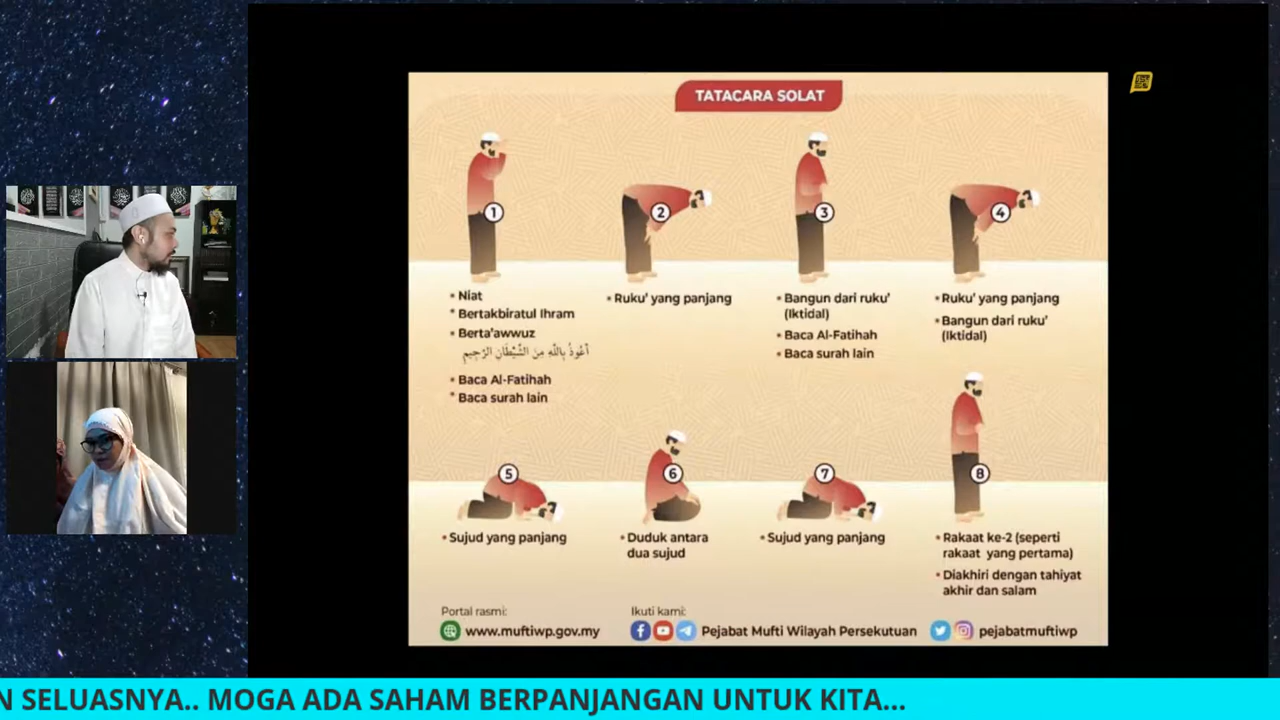 TATACARA SOLAT
1
2
3
4
• Niat
• Bertakbiratul Ihram
• Berta'awwuz
أَعُوذُ بِاللَّهِ مِنَ الشَّيْطَانِ الرَّجِيمِ
• Baca Al-Fatihah
• Baca surah lain
• Ruku' yang panjang
• Bangun dari ruku'
(Iktidal)
• Baca Al-Fatihah
• Baca surah lain
• Ruku' yang panjang
• Bangun dari ruku'
(Iktidal)
5
6
7
8
• Sujud yang panjang
• Duduk antara
dua sujud
• Sujud yang panjang
• Rakaat ke-2 (seperti
rakaat yang pertama)
• Diakhiri dengan tahiyat
akhir dan salam
Portal rasmi:
www.muftiwp.gov.my
Ikuti kami:
Pejabat Mufti Wilayah Persekutuan
pejabatmuftiwp
N SELUASNYA.. MOGA ADA SAHAM BERPANJANGAN UNTUK KITA...